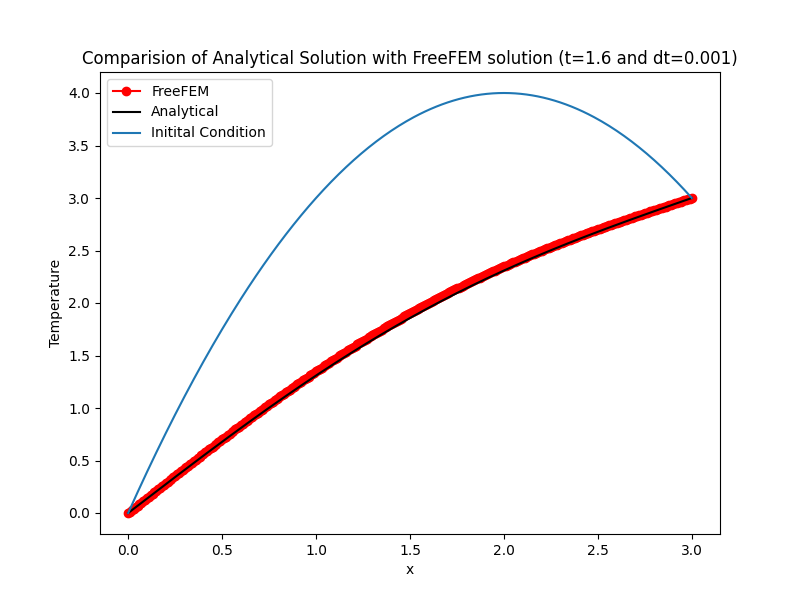 Comparision of Analytical Solution with FreeFEM solution (t=1.6 and dt=0.001)
FreeFEM
Analytical
Initital Condition
4.0
3.5
3.0
2.5
2.0
1.5
1.0
0.5
0.0
Temperature
0.0 0.5 1.0 1.5 2.0 2.5 3.0
x